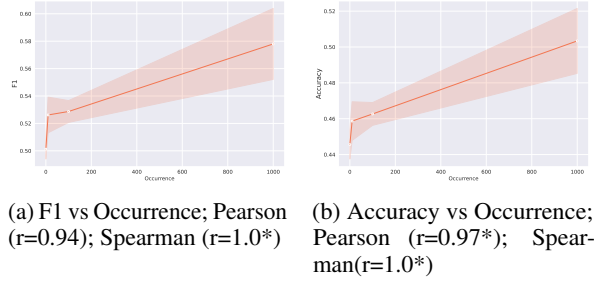 0.60
0.58
0.56
0.54
0.52
0.50
F1
0 200 400 600 800 1000
Occurrence
0.52
0.50
0.48
0.46
0.44
Accuracy
0 200 400 600 800 1000
Occurrence
(a) F1 vs Occurrence; Pearson
(r=0.94); Spearman (r=1.0*)
(b) Accuracy vs Occurrence;
Pearson (r=0.97*); Spear-
man(r=1.0*)